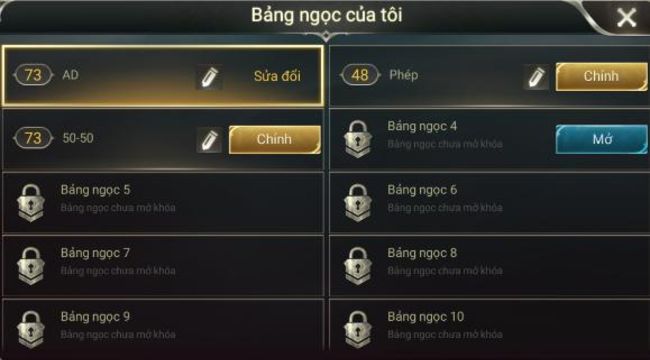 Bảng ngọc của tôi
73 AD Sửa đổi
48 Phép Chính
73 50-50 Chính
Bảng ngọc 4 Mở
Bảng ngọc chưa mở khóa
Bảng ngọc 5
Bảng ngọc chưa mở khóa
Bảng ngọc 6
Bảng ngọc chưa mở khóa
Bảng ngọc 7
Bảng ngọc chưa mở khóa
Bảng ngọc 8
Bảng ngọc chưa mở khóa
Bảng ngọc 9
Bảng ngọc chưa mở khóa
Bảng ngọc 10
Bảng ngọc chưa mở khóa